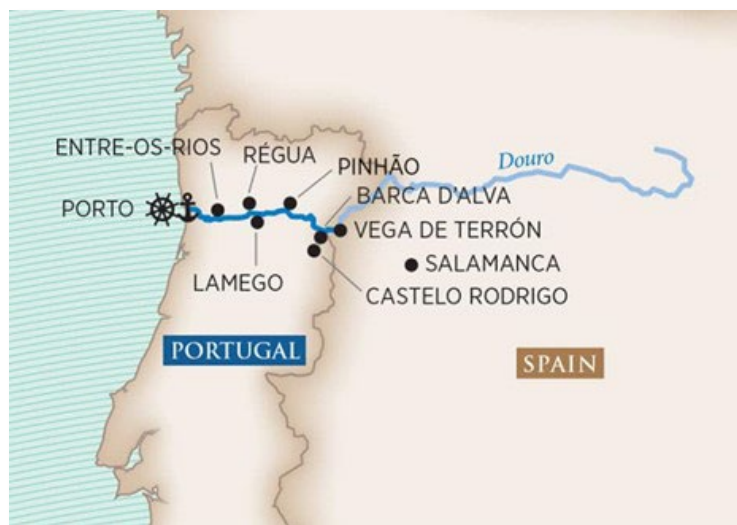 ENTRE-OS-RIOS
RÉGUA
PINHÃO
Douro
BARCA D'ALVA
PORTO
VEGA DE TERRÓN
SALAMANCA
LAMEGO
CASTELO RODRIGO
PORTUGAL
SPAIN